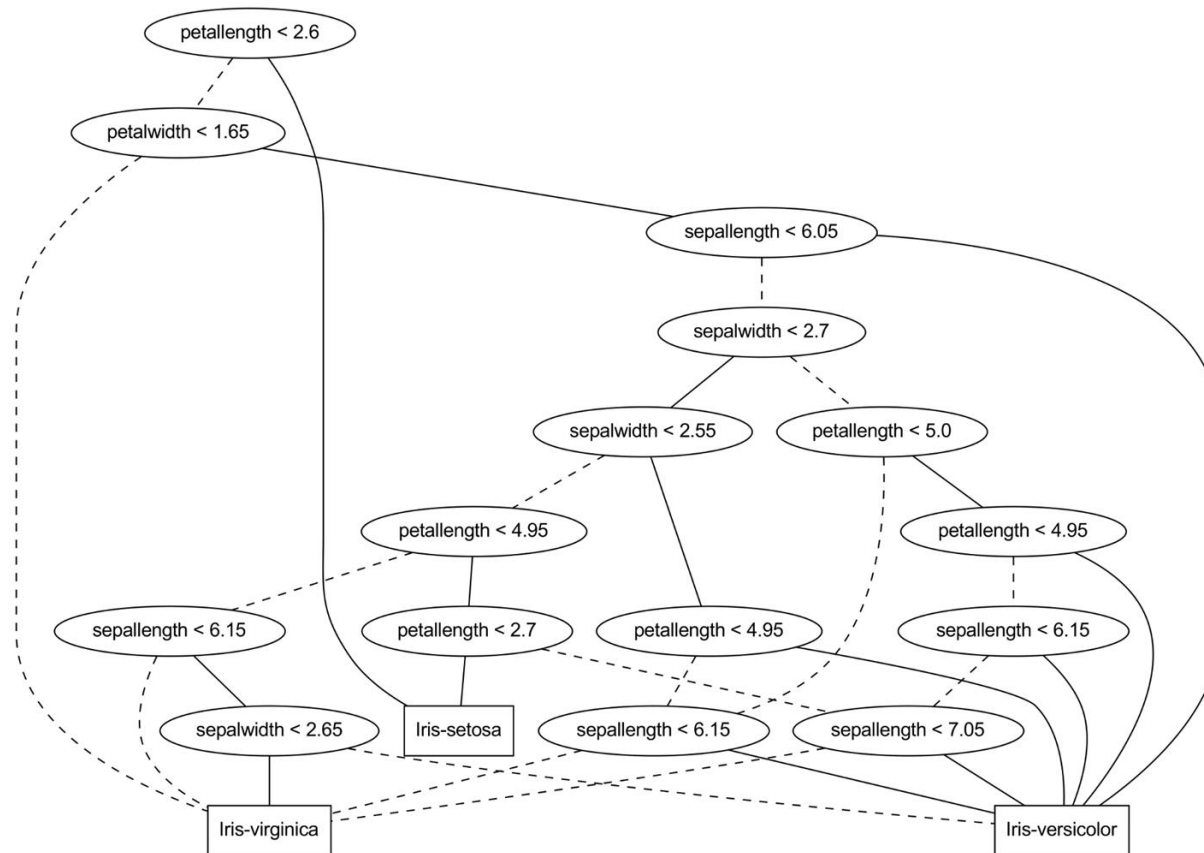 petallength < 2.6
petalwidth < 1.65
sepallength < 6.05
sepalwidth < 2.7
sepalwidth < 2.55
petallength < 5.0
petallength < 4.95
petallength < 4.95
sepallength < 6.15
petallength < 2.7
petallength < 4.95
sepallength < 6.15
sepalwidth < 2.65
Iris-setosa
sepallength < 6.15
sepallength < 7.05
Iris-virginica
Iris-versicolor